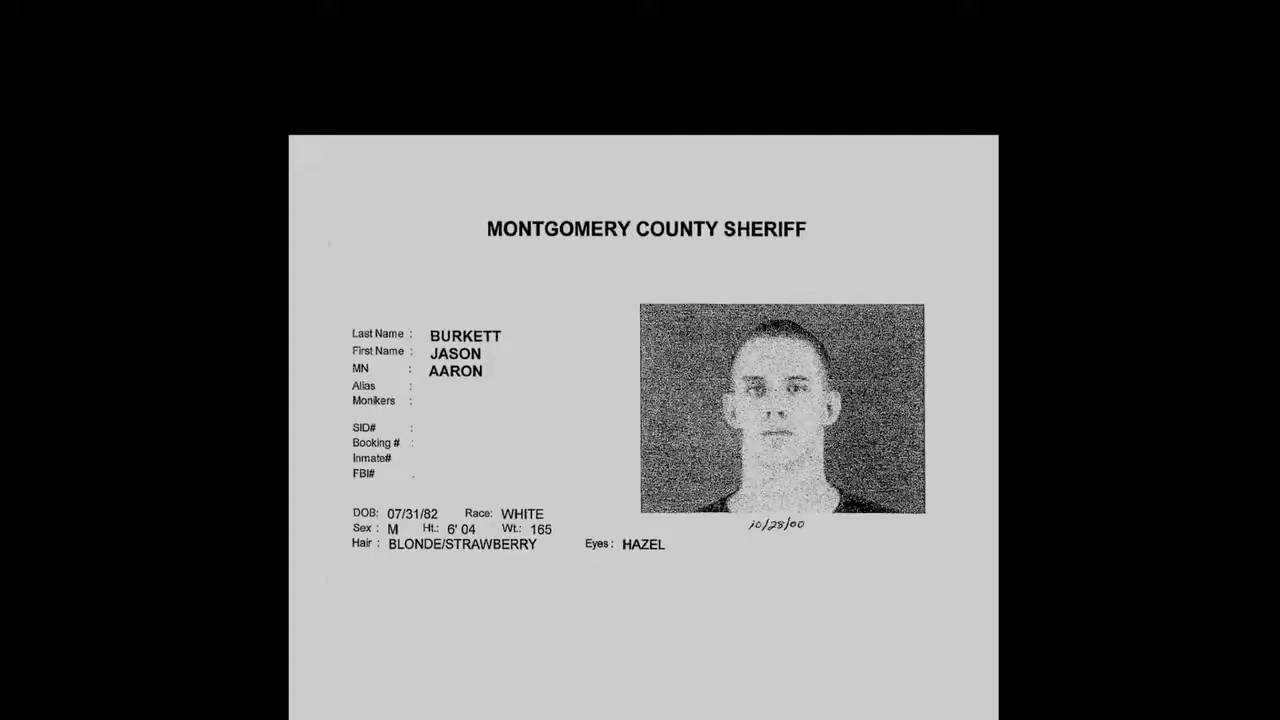 MONTGOMERY COUNTY SHERIFF
Last Name : BURKETT
First Name : JASON
MN : AARON
Alias :
Monikers :
SID# :
Booking # :
Inmate#
FBI# .
DOB: 07/31/82 Race: WHITE
Sex : M Ht.: 6' 04 Wt.: 165
Hair : BLONDE/STRAWBERRY Eyes : HAZEL
10/28/00